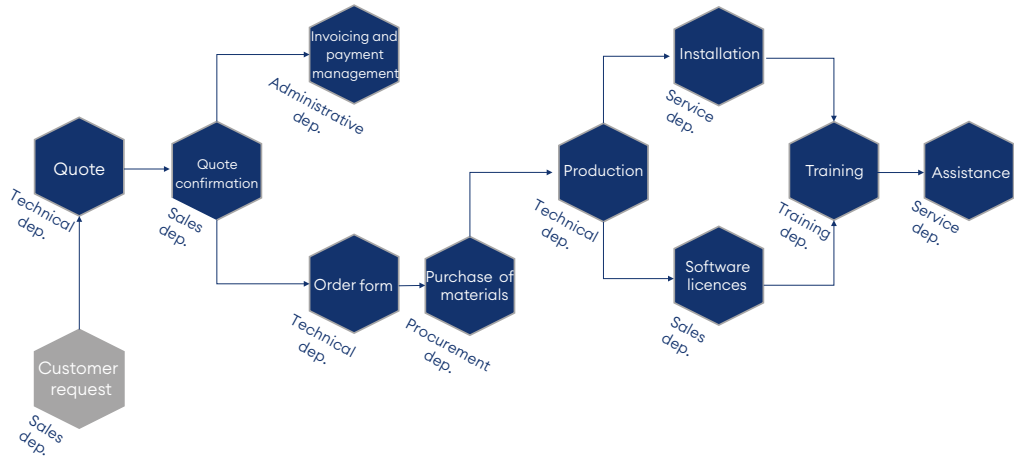 Invoicing and
payment
management
Administrative
dep.
Installation
Service
dep.
Quote
Technical
dep.
Quote
confirmation
Sales
dep.
Production
Technical
dep.
Training
Training
dep.
Assistance
Service
dep.
Order form
Technical
dep.
Purchase of
materials
Procurement
dep.
Software
licences
Sales
dep.
Customer
request
Sales
dep.